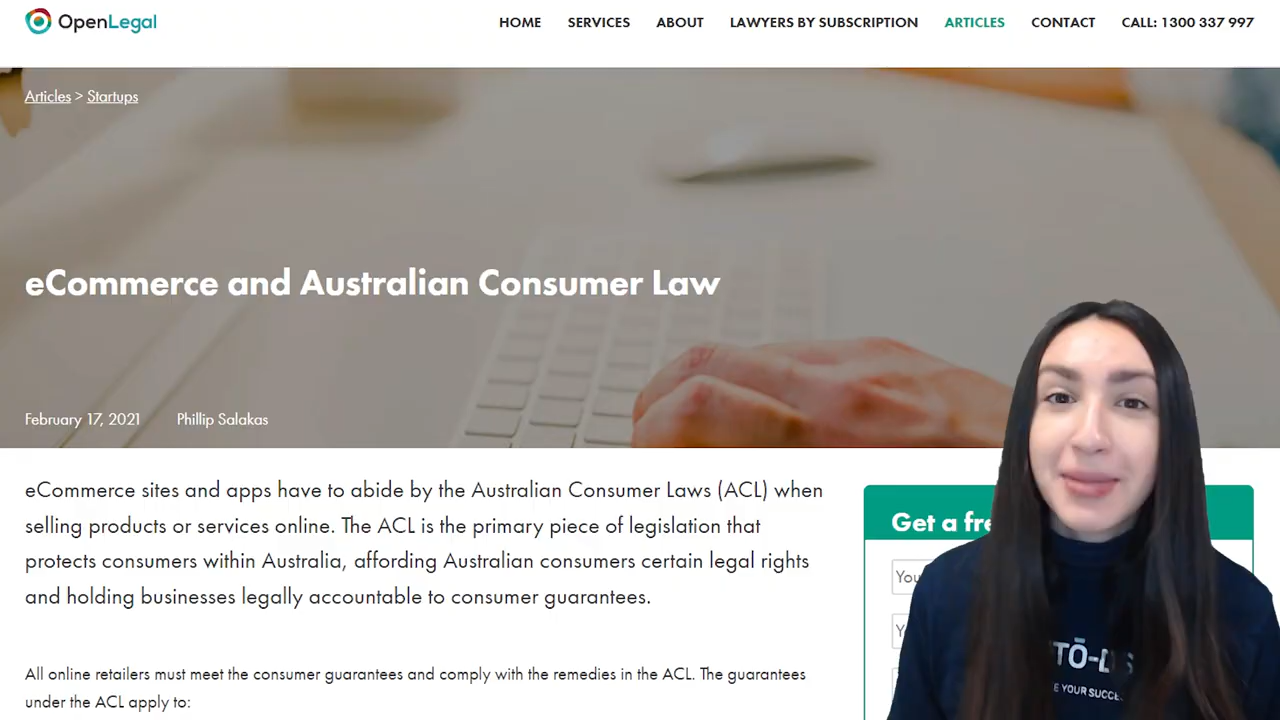 OpenLegal
HOME SERVICES ABOUT LAWYERS BY SUBSCRIPTION ARTICLES CONTACT CALL: 1300 337 997
Articles > Startups
eCommerce and Australian Consumer Law
February 17, 2021 Phillip Salakas
eCommerce sites and apps have to abide by the Australian Consumer Laws (ACL) when
selling products or services online. The ACL is the primary piece of legislation that
protects consumers within Australia, affording Australian consumers certain legal rights
and holding businesses legally accountable to consumer guarantees.
Get a
All online retailers must meet the consumer guarantees and comply with the remedies in the ACL. The guarantees
under the ACL apply to:
YOUR